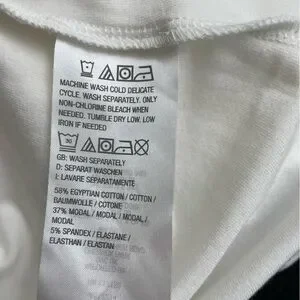 MACHINE WASH COLD DELICATE
CYCLE. WASH SEPARATELY. ONLY
NON-CHLORINE BLEACH WHEN
NEEDED. TUMBLE DRY LOW. LOW
IRON IF NEEDED
30
GB: WASH SEPARATELY
D: SEPARAT WASCHEN
I: LAVARE SEPARATAMENTE
58% EGYPTIAN COTTON / COTTON /
BAUMWOLLE / COTONE
37% MODAL / MODAL / MODAL /
MODAL
5% SPANDEX / ELASTANE /
ELASTHAN / ELASTAN